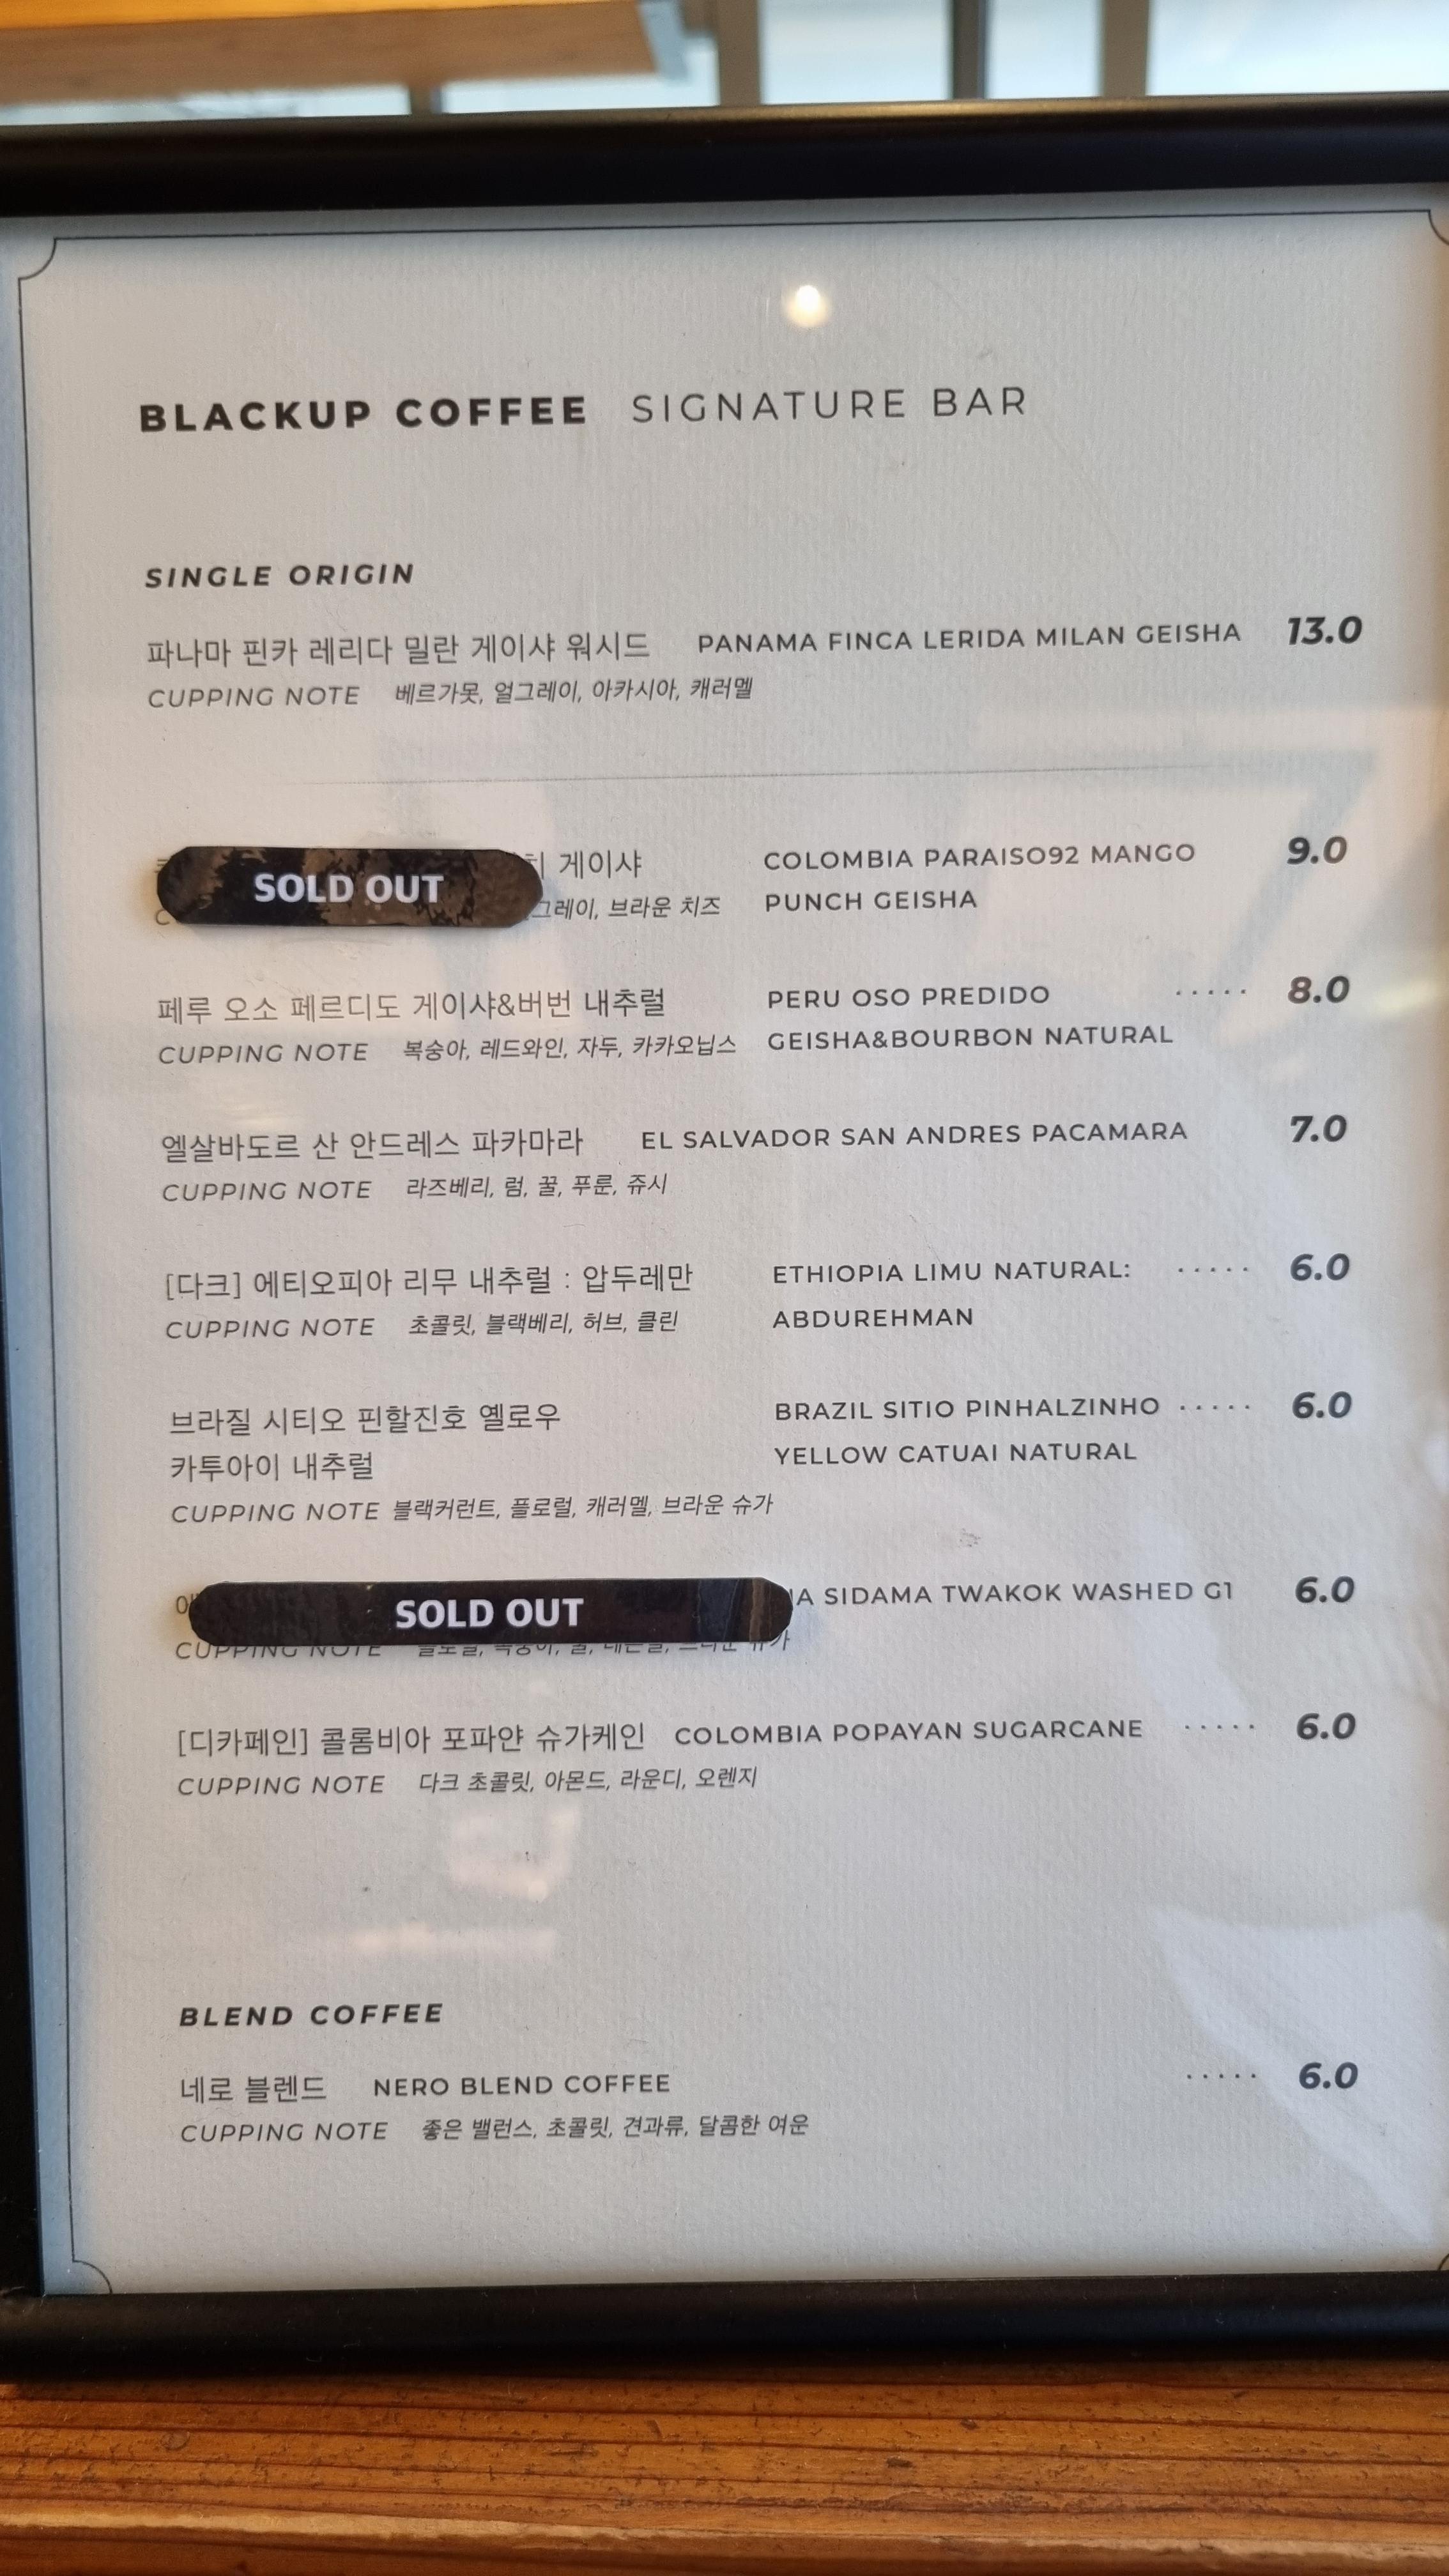 BLACKUP COFFEE SIGNATURE BAR
SINGLE ORIGIN
파나마 핀카 레리다 밀란 게이샤 워시드 PANAMA FINCA LERIDA MILAN GEISHA 13.0
CUPPING NOTE 베르가못, 얼그레이, 아카시아, 캐러멜
SOLD OUT 게이샤 COLOMBIA PARAISO92 MANGO 9.0
브라운 치즈 PUNCH GEISHA
페루 오소 페르디도 게이샤&버번 내추럴 PERU OSO PREDIDO ····· 8.0
CUPPING NOTE 복숭아, 레드와인, 자두, 카카오닙스 GEISHA&BOURBON NATURAL
엘살바도르 산 안드레스 파카마라 EL SALVADOR SAN ANDRES PACAMARA 7.0
CUPPING NOTE 라즈베리, 럼, 꿀, 푸룬, 쥬시
[다크] 에티오피아 리무 내추럴 : 압두레만 ETHIOPIA LIMU NATURAL: ····· 6.0
CUPPING NOTE 초콜릿, 블랙베리, 허브, 클린 ABDUREHMAN
브라질 시티오 핀할진호 옐로우 BRAZIL SITIO PINHALZINHO ····· 6.0
카투아이 내추럴 YELLOW CATUAI NATURAL
CUPPING NOTE 블랙커런트, 플로럴, 캐러멜, 브라운 슈가
SOLD OUT SIDAMA TWAKOK WASHED G1 6.0
CUPPING NOTE
[디카페인] 콜롬비아 포파얀 슈가케인 COLOMBIA POPAYAN SUGARCANE ····· 6.0
CUPPING NOTE 다크 초콜릿, 아몬드, 라운디, 오렌지
BLEND COFFEE
네로 블렌드 NERO BLEND COFFEE ····· 6.0
CUPPING NOTE 좋은 밸런스, 초콜릿, 견과류, 달콤한 여운